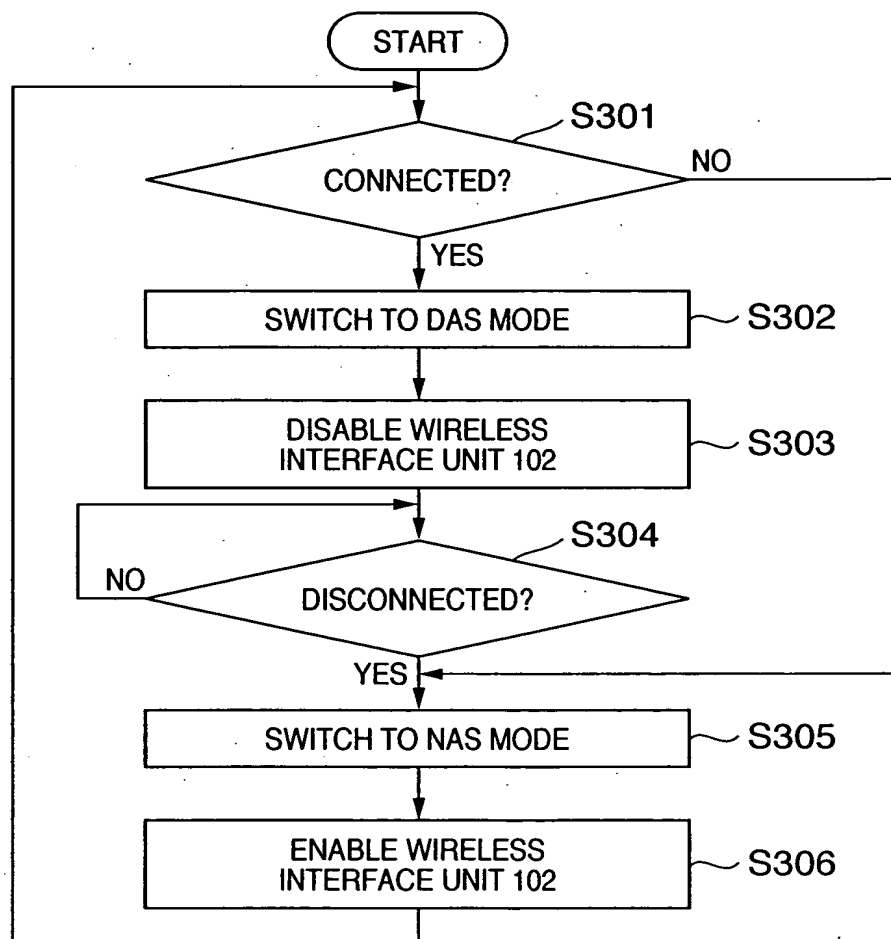 START
S301
CONNECTED?
NO
YES
SWITCH TO DAS MODE
S302
DISABLE WIRELESS
INTERFACE UNIT 102
S303
S304
NO
DISCONNECTED?
YES
SWITCH TO NAS MODE
S305
ENABLE WIRELESS
INTERFACE UNIT 102
S306